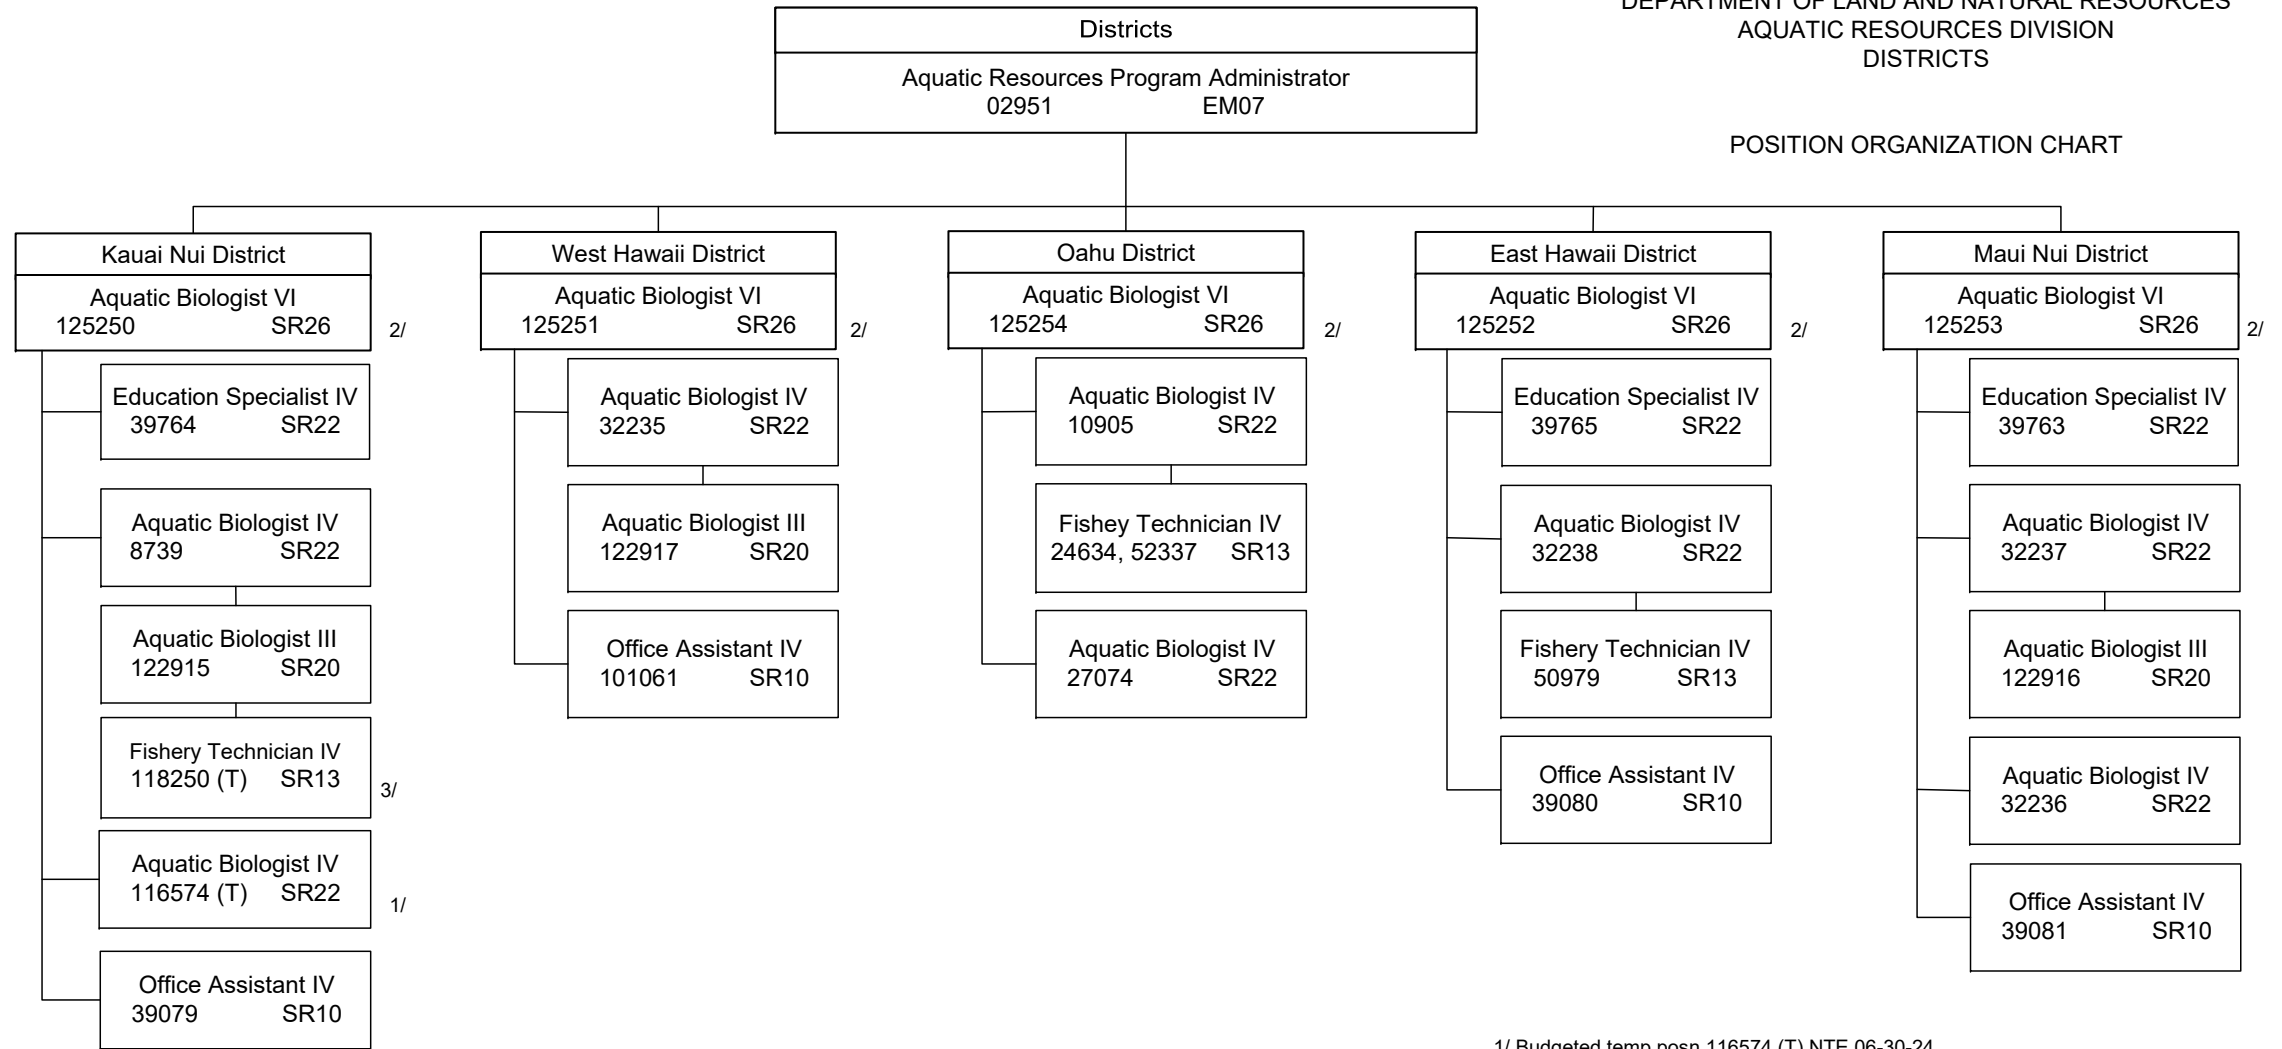 DEPARTMENT OF LAND AND NATURAL RESOURCES
AQUATIC RESOURCES DIVISION
DISTRICTS
POSITION ORGANIZATION CHART
Districts
Aquatic Resources Program Administrator
02951 EM07
Kauai Nui District
Aquatic Biologist VI
125250 SR26 2/
Education Specialist IV
39764 SR22
Aquatic Biologist IV
8739 SR22
Aquatic Biologist III
122915 SR20
Fishery Technician IV
118250 (T) SR13 3/
Aquatic Biologist IV
116574 (T) SR22 1/
Office Assistant IV
39079 SR10
West Hawaii District
Aquatic Biologist VI
125251 SR26 2/
Aquatic Biologist IV
32235 SR22
Aquatic Biologist III
122917 SR20
Office Assistant IV
101061 SR10
Oahu District
Aquatic Biologist VI
125254 SR26 2/
Aquatic Biologist IV
10905 SR22
Fishey Technician IV
24634, 52337 SR13
Aquatic Biologist IV
27074 SR22
East Hawaii District
Aquatic Biologist VI
125252 SR26 2/
Education Specialist IV
39765 SR22
Aquatic Biologist IV
32238 SR22
Fishery Technician IV
50979 SR13
Office Assistant IV
39080 SR10
Maui Nui District
Aquatic Biologist VI
125253 SR26 2/
Education Specialist IV
39763 SR22
Aquatic Biologist IV
32237 SR22
Aquatic Biologist III
122916 SR20
Aquatic Biologist IV
32236 SR22
Office Assistant IV
39081 SR10
1/ Budgeted temp posn 116574 (T) NTE 06-30-24